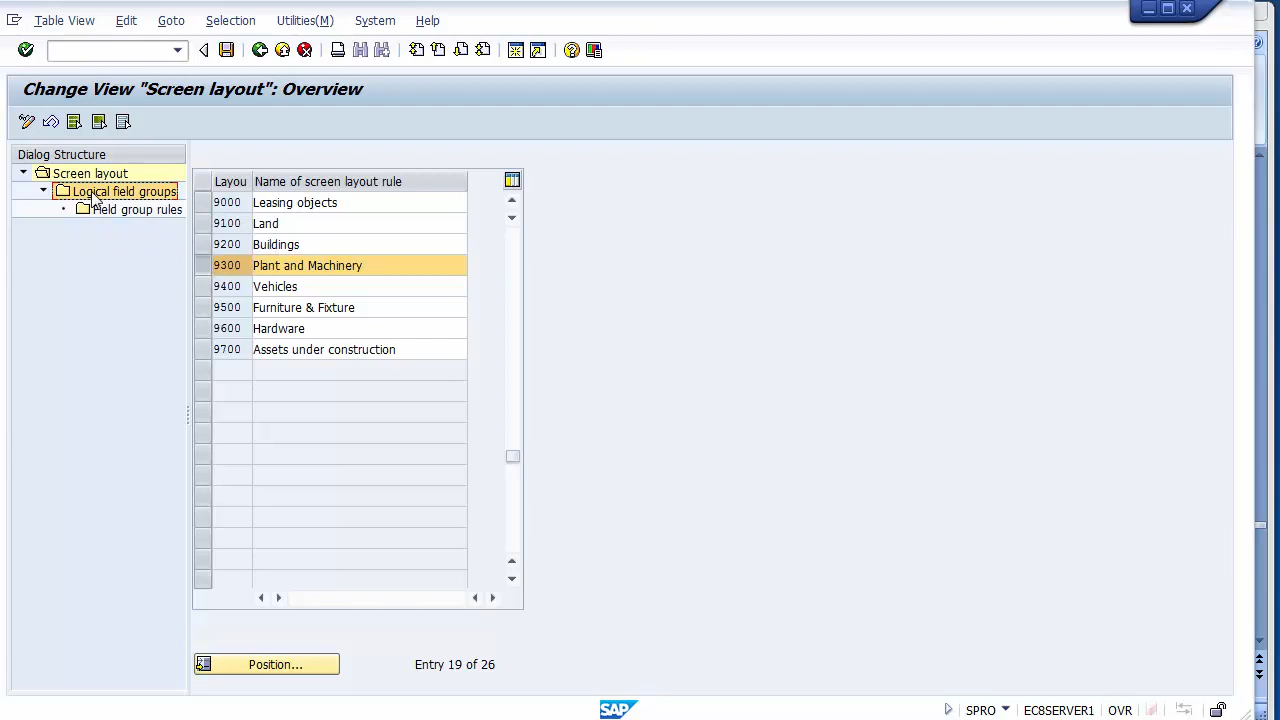 Table View Edit Goto Selection Utilities(M) System Help
Change View "Screen layout": Overview
Dialog Structure
Screen layout
Logical field groups
Field group rules
Layou Name of screen layout rule
9000 Leasing objects
9100 Land
9200 Buildings
9300 Plant and Machinery
9400 Vehicles
9500 Furniture & Fixture
9600 Hardware
9700 Assets under construction
Position... Entry 19 of 26
SAP SPRO ECCSERVER1 OVR